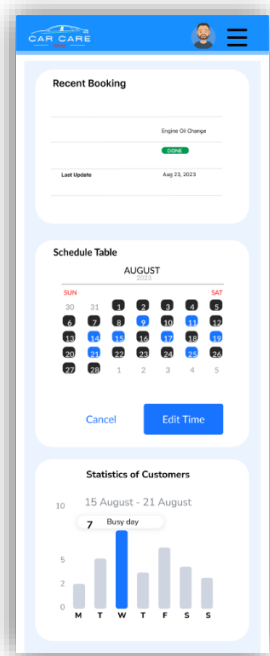 CAR CARE
Recent Booking
Engine Oil Change
DONE
Last Update Aug 23, 2023
Schedule Table
AUGUST
2023
SUN SAT
30 31 1 2 3 4 5
6 7 8 9 10 11 12
13 14 15 16 17 18 19
20 21 22 23 24 25 26
27 28 1 2 3 4 5
Cancel Edit Time
Statistics of Customers
15 August - 21 August
10
7 Busy day
5
2
0
M T W T F S S